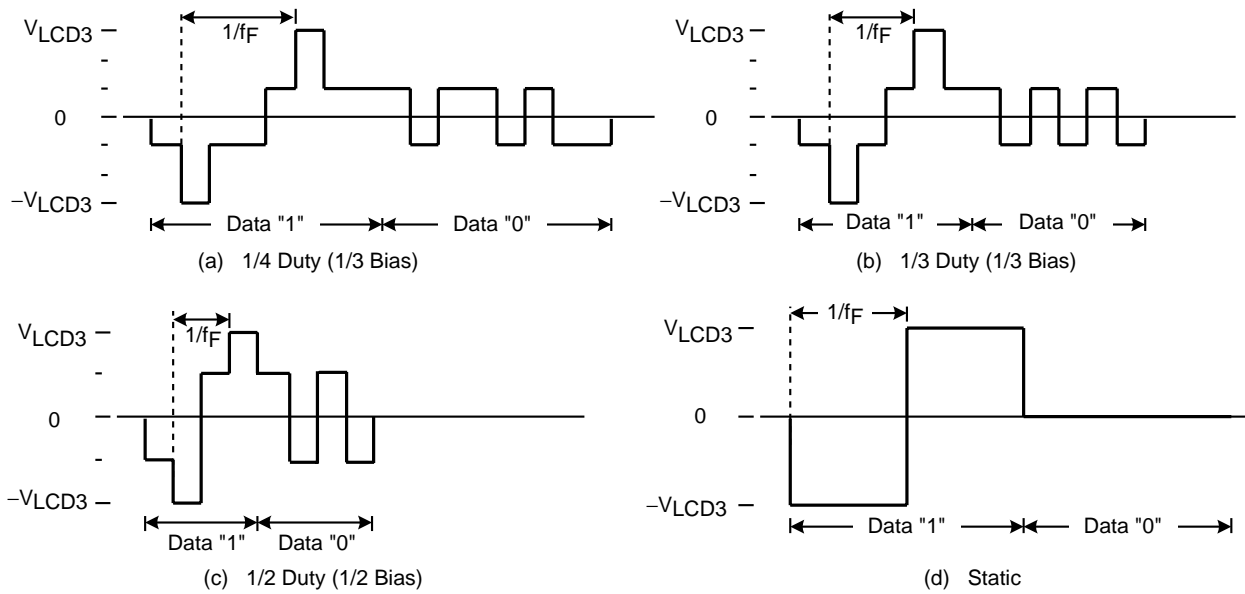 VLCD3
1/fF
0
−VLCD3
Data "1"
Data "0"
(a) 1/4 Duty (1/3 Bias)
VLCD3
1/fF
0
−VLCD3
Data "1"
Data "0"
(b) 1/3 Duty (1/3 Bias)
VLCD3
1/fF
0
−VLCD3
Data "1"
Data "0"
(c) 1/2 Duty (1/2 Bias)
1/fF
VLCD3
0
−VLCD3
Data "1"
Data "0"
(d) Static